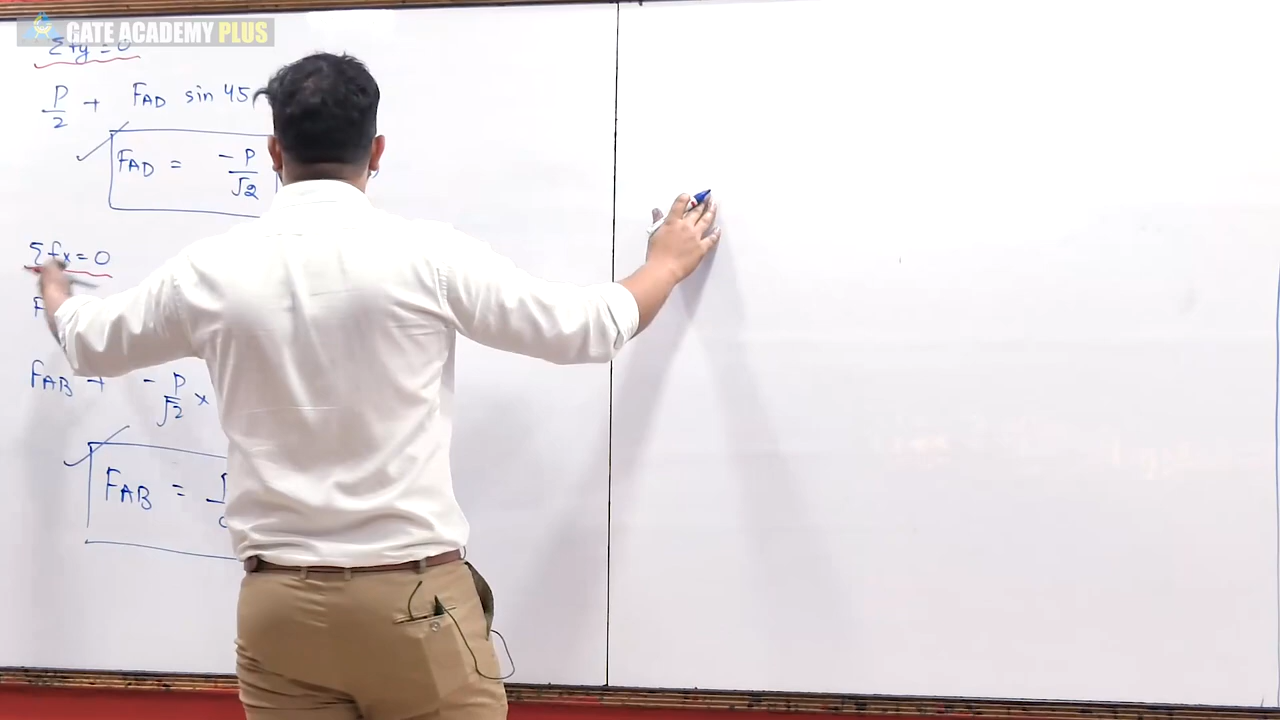 GATE ACADEMY PLUS
Σfy = 0
P/2 + FAD sin 45
FAD = -P/√2
Σfx = 0
F
FAB + -P/√2 ×
FAB =